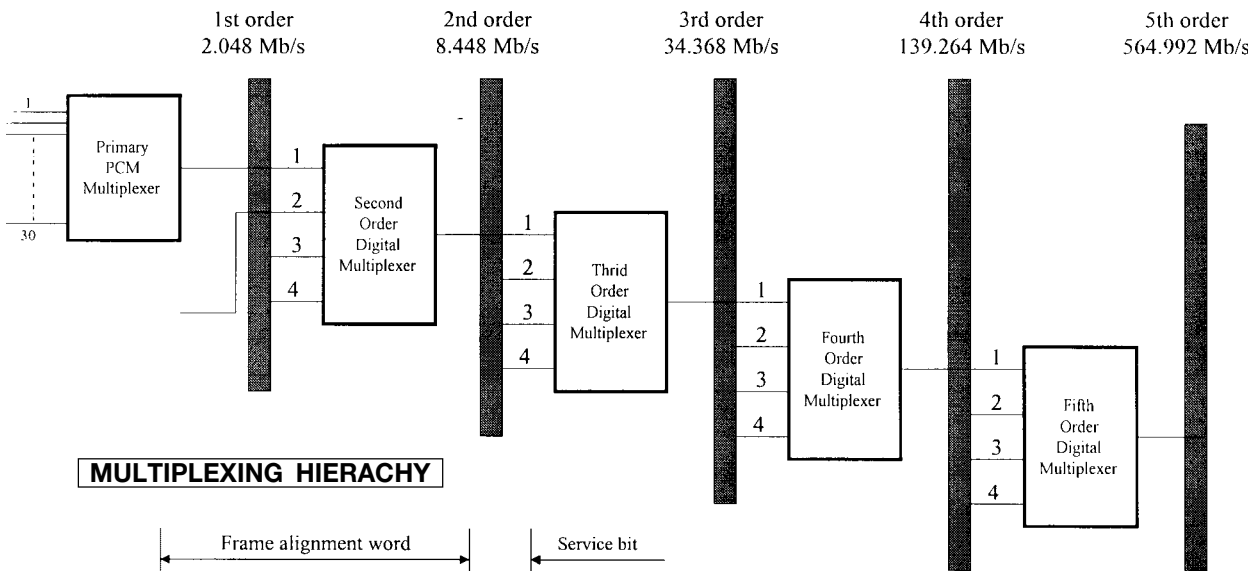 1st order
2.048 Mb/s
2nd order
8.448 Mb/s
3rd order
34.368 Mb/s
4th order
139.264 Mb/s
5th order
564.992 Mb/s
1
30
Primary
PCM
Multiplexer
1
2
3
4
Second
Order
Digital
Multiplexer
1
2
3
4
Thrid
Order
Digital
Multiplexer
1
2
3
4
Fourth
Order
Digital
Multiplexer
1
2
3
4
Fifth
Order
Digital
Multiplexer
MULTIPLEXING HIERACHY
Frame alignment word
Service bit